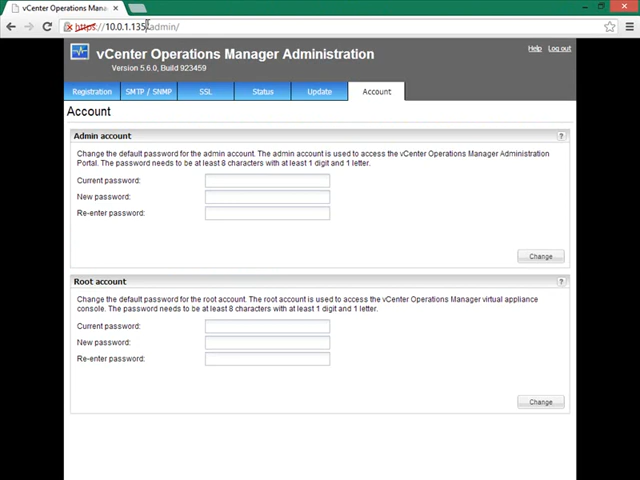 vCenter Operations Mana
https://10.0.1.135/admin/
vCenter Operations Manager Administration
Help Log out
Version 5.6.0, Build 923459
Registration SMTP / SNMP SSL Status Update Account
Account
Admin account
?
Change the default password for the admin account. The admin account is used to access the vCenter Operations Manager Administration
Portal. The password needs to be at least 8 characters with at least 1 digit and 1 letter.
Current password:
New password:
Re-enter password:
Change
Root account
?
Change the default password for the root account. The root account is used to access the vCenter Operations Manager virtual appliance
console. The password needs to be at least 8 characters with at least 1 digit and 1 letter.
Current password:
New password:
Re-enter password:
Change